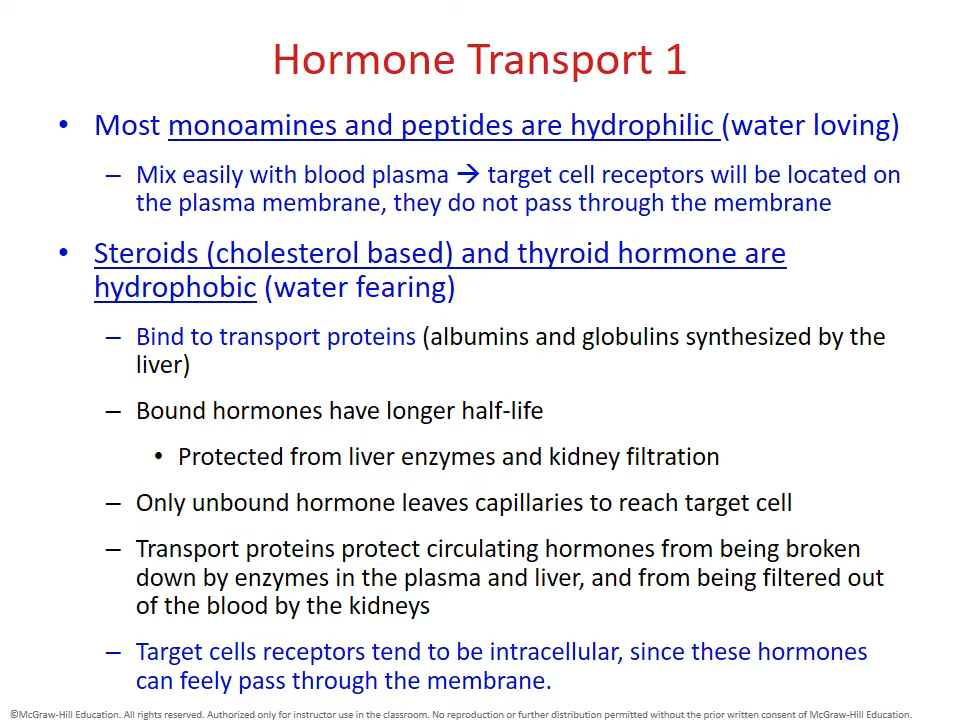 Hormone Transport 1
• Most monoamines and peptides are hydrophilic (water loving)
– Mix easily with blood plasma → target cell receptors will be located on
the plasma membrane, they do not pass through the membrane
• Steroids (cholesterol based) and thyroid hormone are
hydrophobic (water fearing)
– Bind to transport proteins (albumins and globulins synthesized by the
liver)
– Bound hormones have longer half-life
• Protected from liver enzymes and kidney filtration
– Only unbound hormone leaves capillaries to reach target cell
– Transport proteins protect circulating hormones from being broken
down by enzymes in the plasma and liver, and from being filtered out
of the blood by the kidneys
– Target cells receptors tend to be intracellular, since these hormones
can feely pass through the membrane.
©McGraw-Hill Education. All rights reserved. Authorized only for instructor use in the classroom. No reproduction or further distribution permitted without the prior written consent of McGraw-Hill Education.